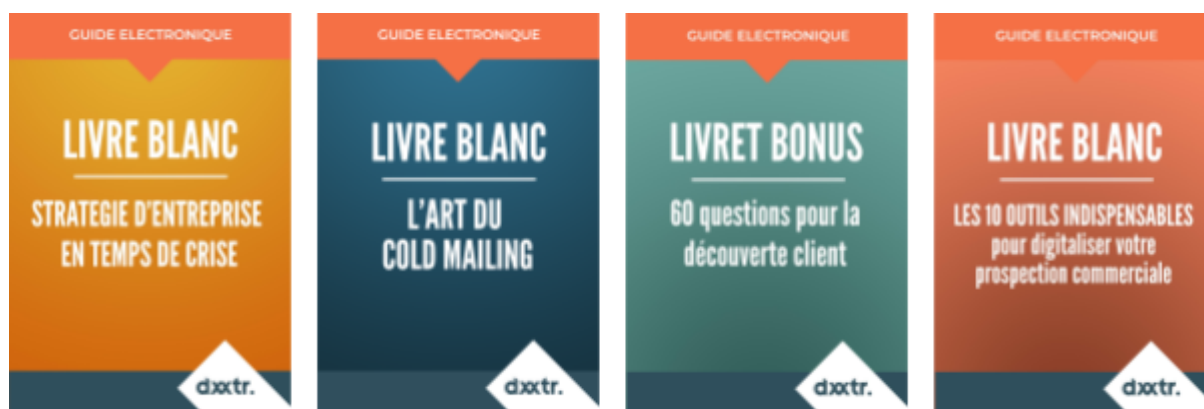 GUIDE ELECTRONIQUE
LIVRE BLANC
STRATEGIE D'ENTREPRISE
EN TEMPS DE CRISE
dxxtr.
GUIDE ELECTRONIQUE
LIVRE BLANC
L'ART DU
COLD MAILING
dxxtr.
GUIDE ELECTRONIQUE
LIVRET BONUS
60 questions pour la
découverte client
dxxtr.
GUIDE ELECTRONIQUE
LIVRE BLANC
LES 10 OUTILS INDISPENSABLES
pour digitaliser votre
prospection commerciale
dxxtr.